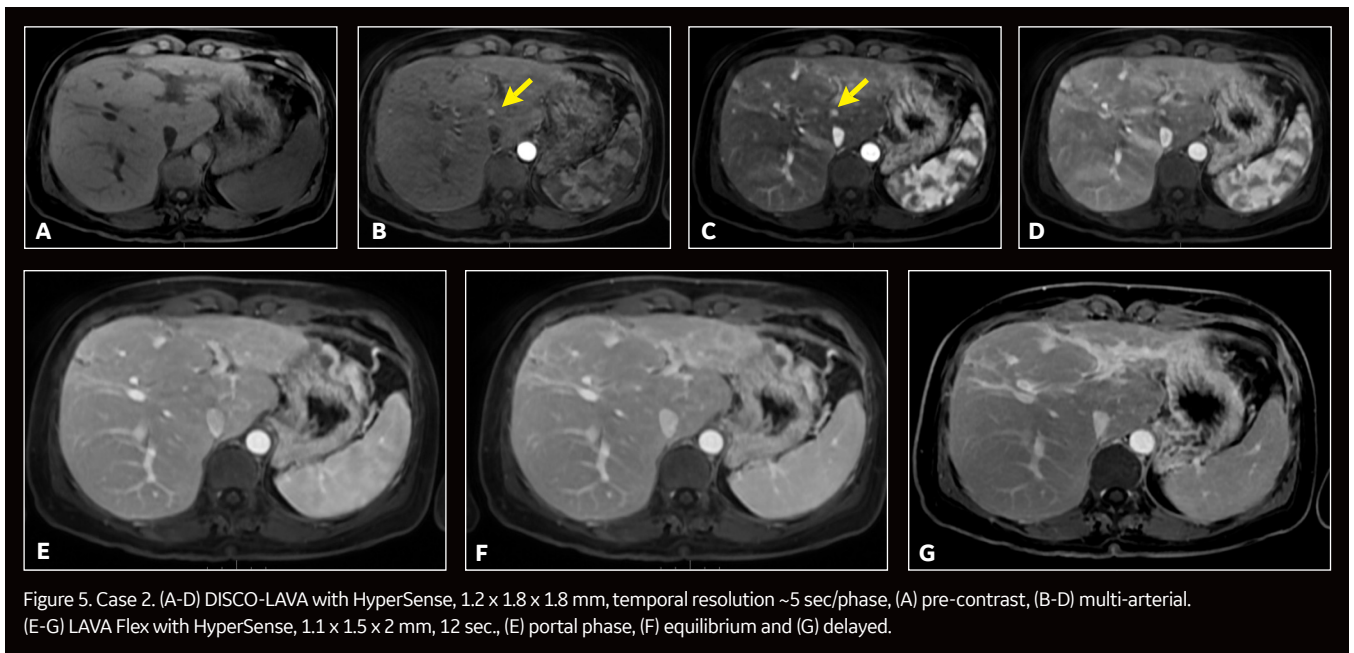 A
B
C
D
E
F
G
Figure 5. Case 2. (A-D) DISCO-LAVA with HyperSense, 1.2 x 1.8 x 1.8 mm, temporal resolution ~5 sec/phase, (A) pre-contrast, (B-D) multi-arterial.
(E-G) LAVA Flex with HyperSense, 1.1 x 1.5 x 2 mm, 12 sec., (E) portal phase, (F) equilibrium and (G) delayed.